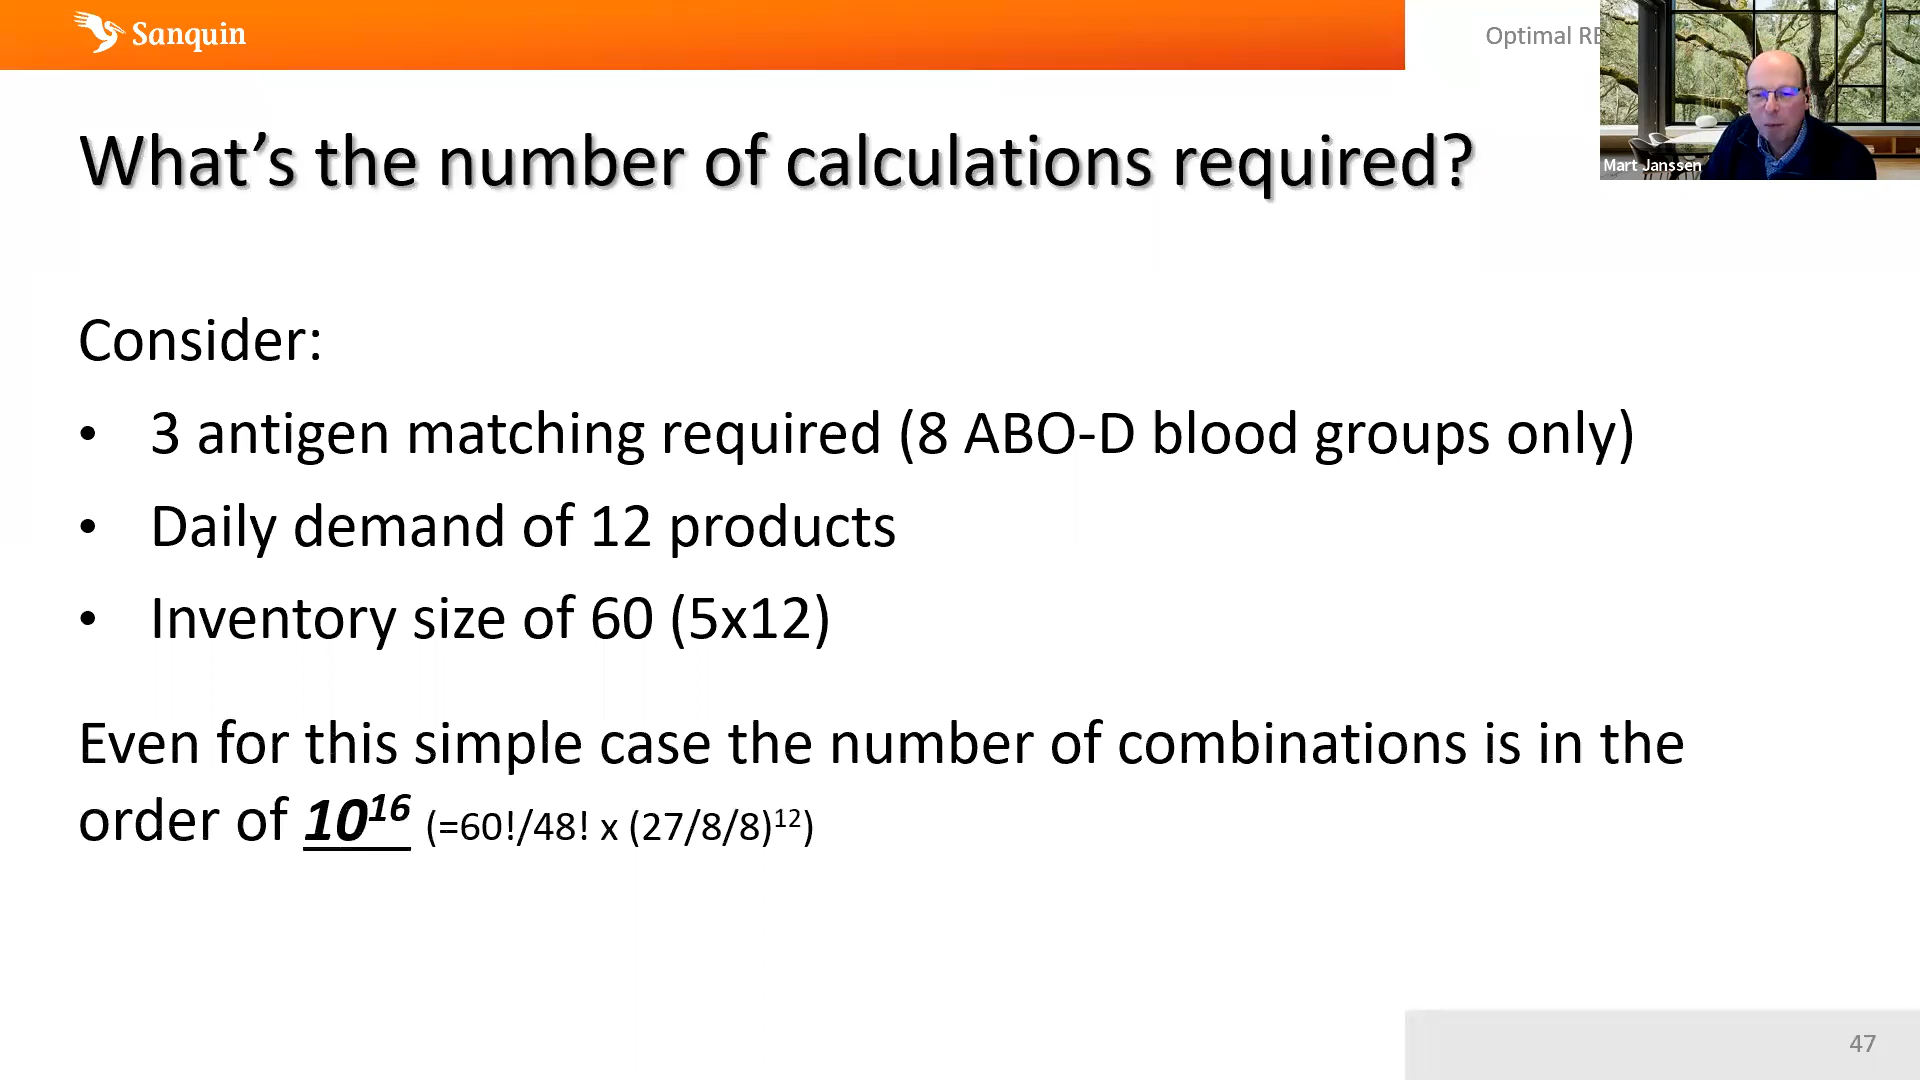 Sanquin
Optimal
Mart Janssen
What’s the number of calculations required?
Consider:
• 3 antigen matching required (8 ABO-D blood groups only)
• Daily demand of 12 products
• Inventory size of 60 (5x12)
Even for this simple case the number of combinations is in the
order of 10¹⁶ (=60!/48! x (27/8/8)¹²)
47